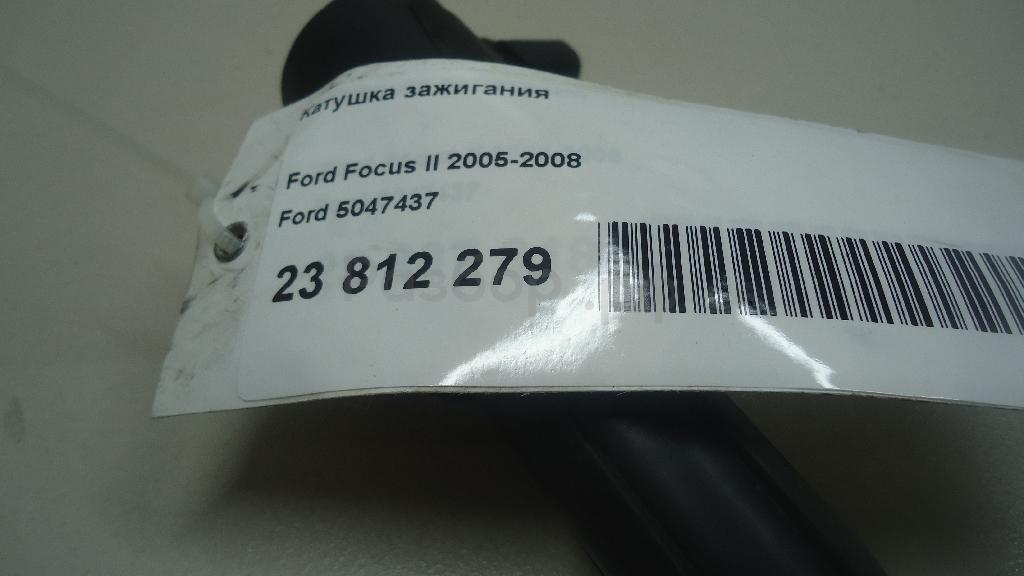 катушка зажигания
Ford Focus II 2005-2008
Ford 5047437
23 812 279